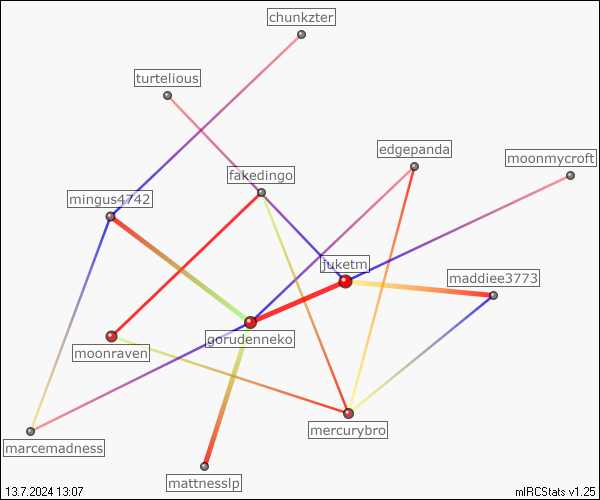 chunkzter
turtelious
edgepanda
moonmycroft
fakedingo
mingus4742
juketm
maddiee3773
gorudenneko
moonraven
mercurybro
marcemadness
mattnesslp
13.7.2024 13:07
mIRCStats v1.25